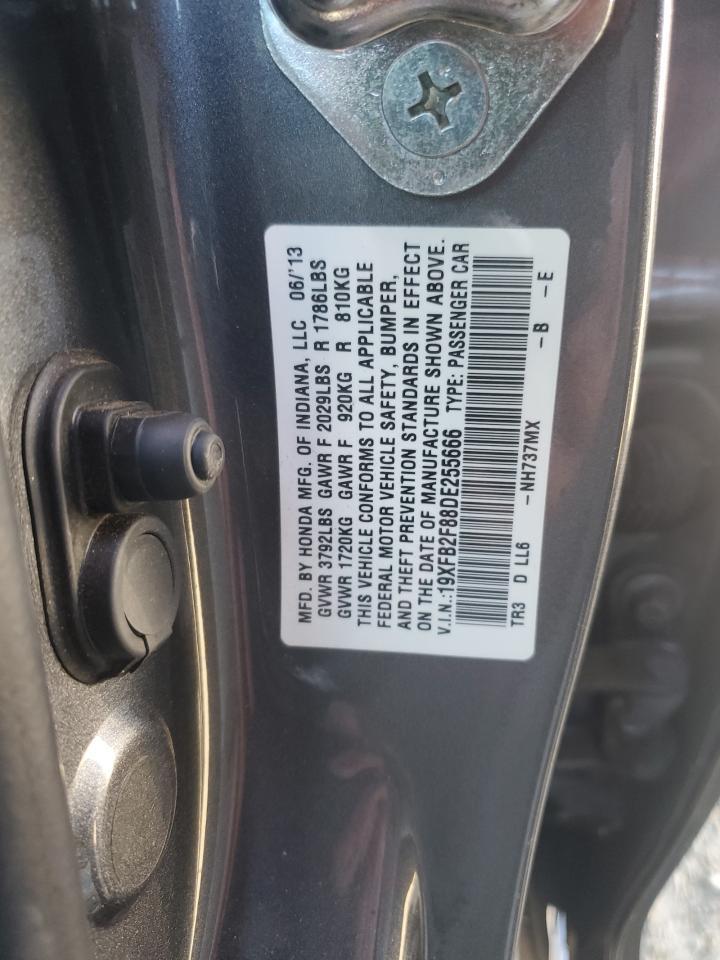 MFD. BY HONDA MFG. OF INDIANA, LLC 06/'13
GVWR 3792LBS GAWR F 2029LBS R 1786LBS
GVWR 1720KG GAWR F 920KG R 810KG
THIS VEHICLE CONFORMS TO ALL APPLICABLE
FEDERAL MOTOR VEHICLE SAFETY, BUMPER,
AND THEFT PREVENTION STANDARDS IN EFFECT
ON THE DATE OF MANUFACTURE SHOWN ABOVE.
V.I.N.:19XFB2F88DE255666 TYPE: PASSENGER CAR
TR3 D LL6 -NH737MX -B -E